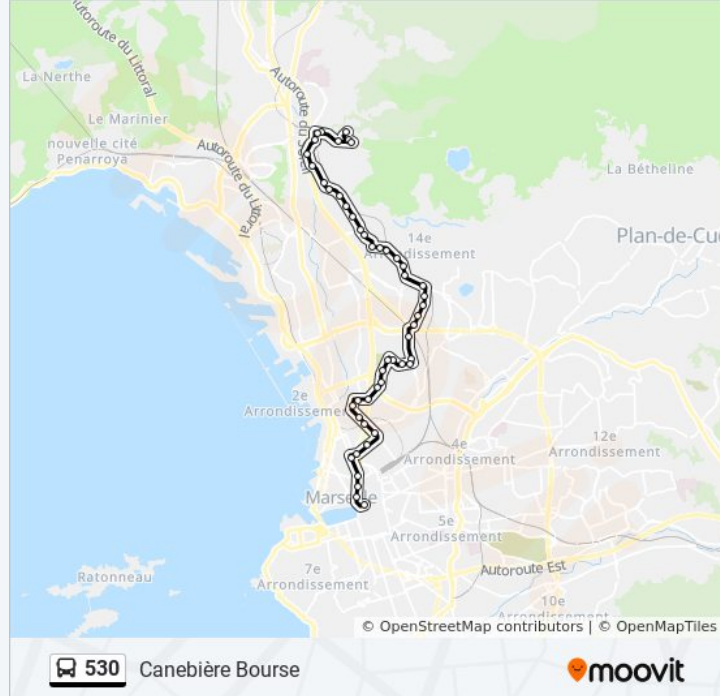 Autoroute du Littoral
La Nerthe
Autoroute du Soleil
Le Marinier
nouvelle cité
Penarroya
Autoroute du Littoral
La Bétheline
14e
Arrondissement
Plan-de-Cu
2e
Arrondissement
12e
Arrondissement
4e
Arrondissement
Marseille
5e
Arrondissement
7e
Arrondissement
Autoroute Est
Ratonneau
10e
Arrondissement
© OpenStreetMap contributors | © OpenMapTiles
530 Canebière Bourse
moovit